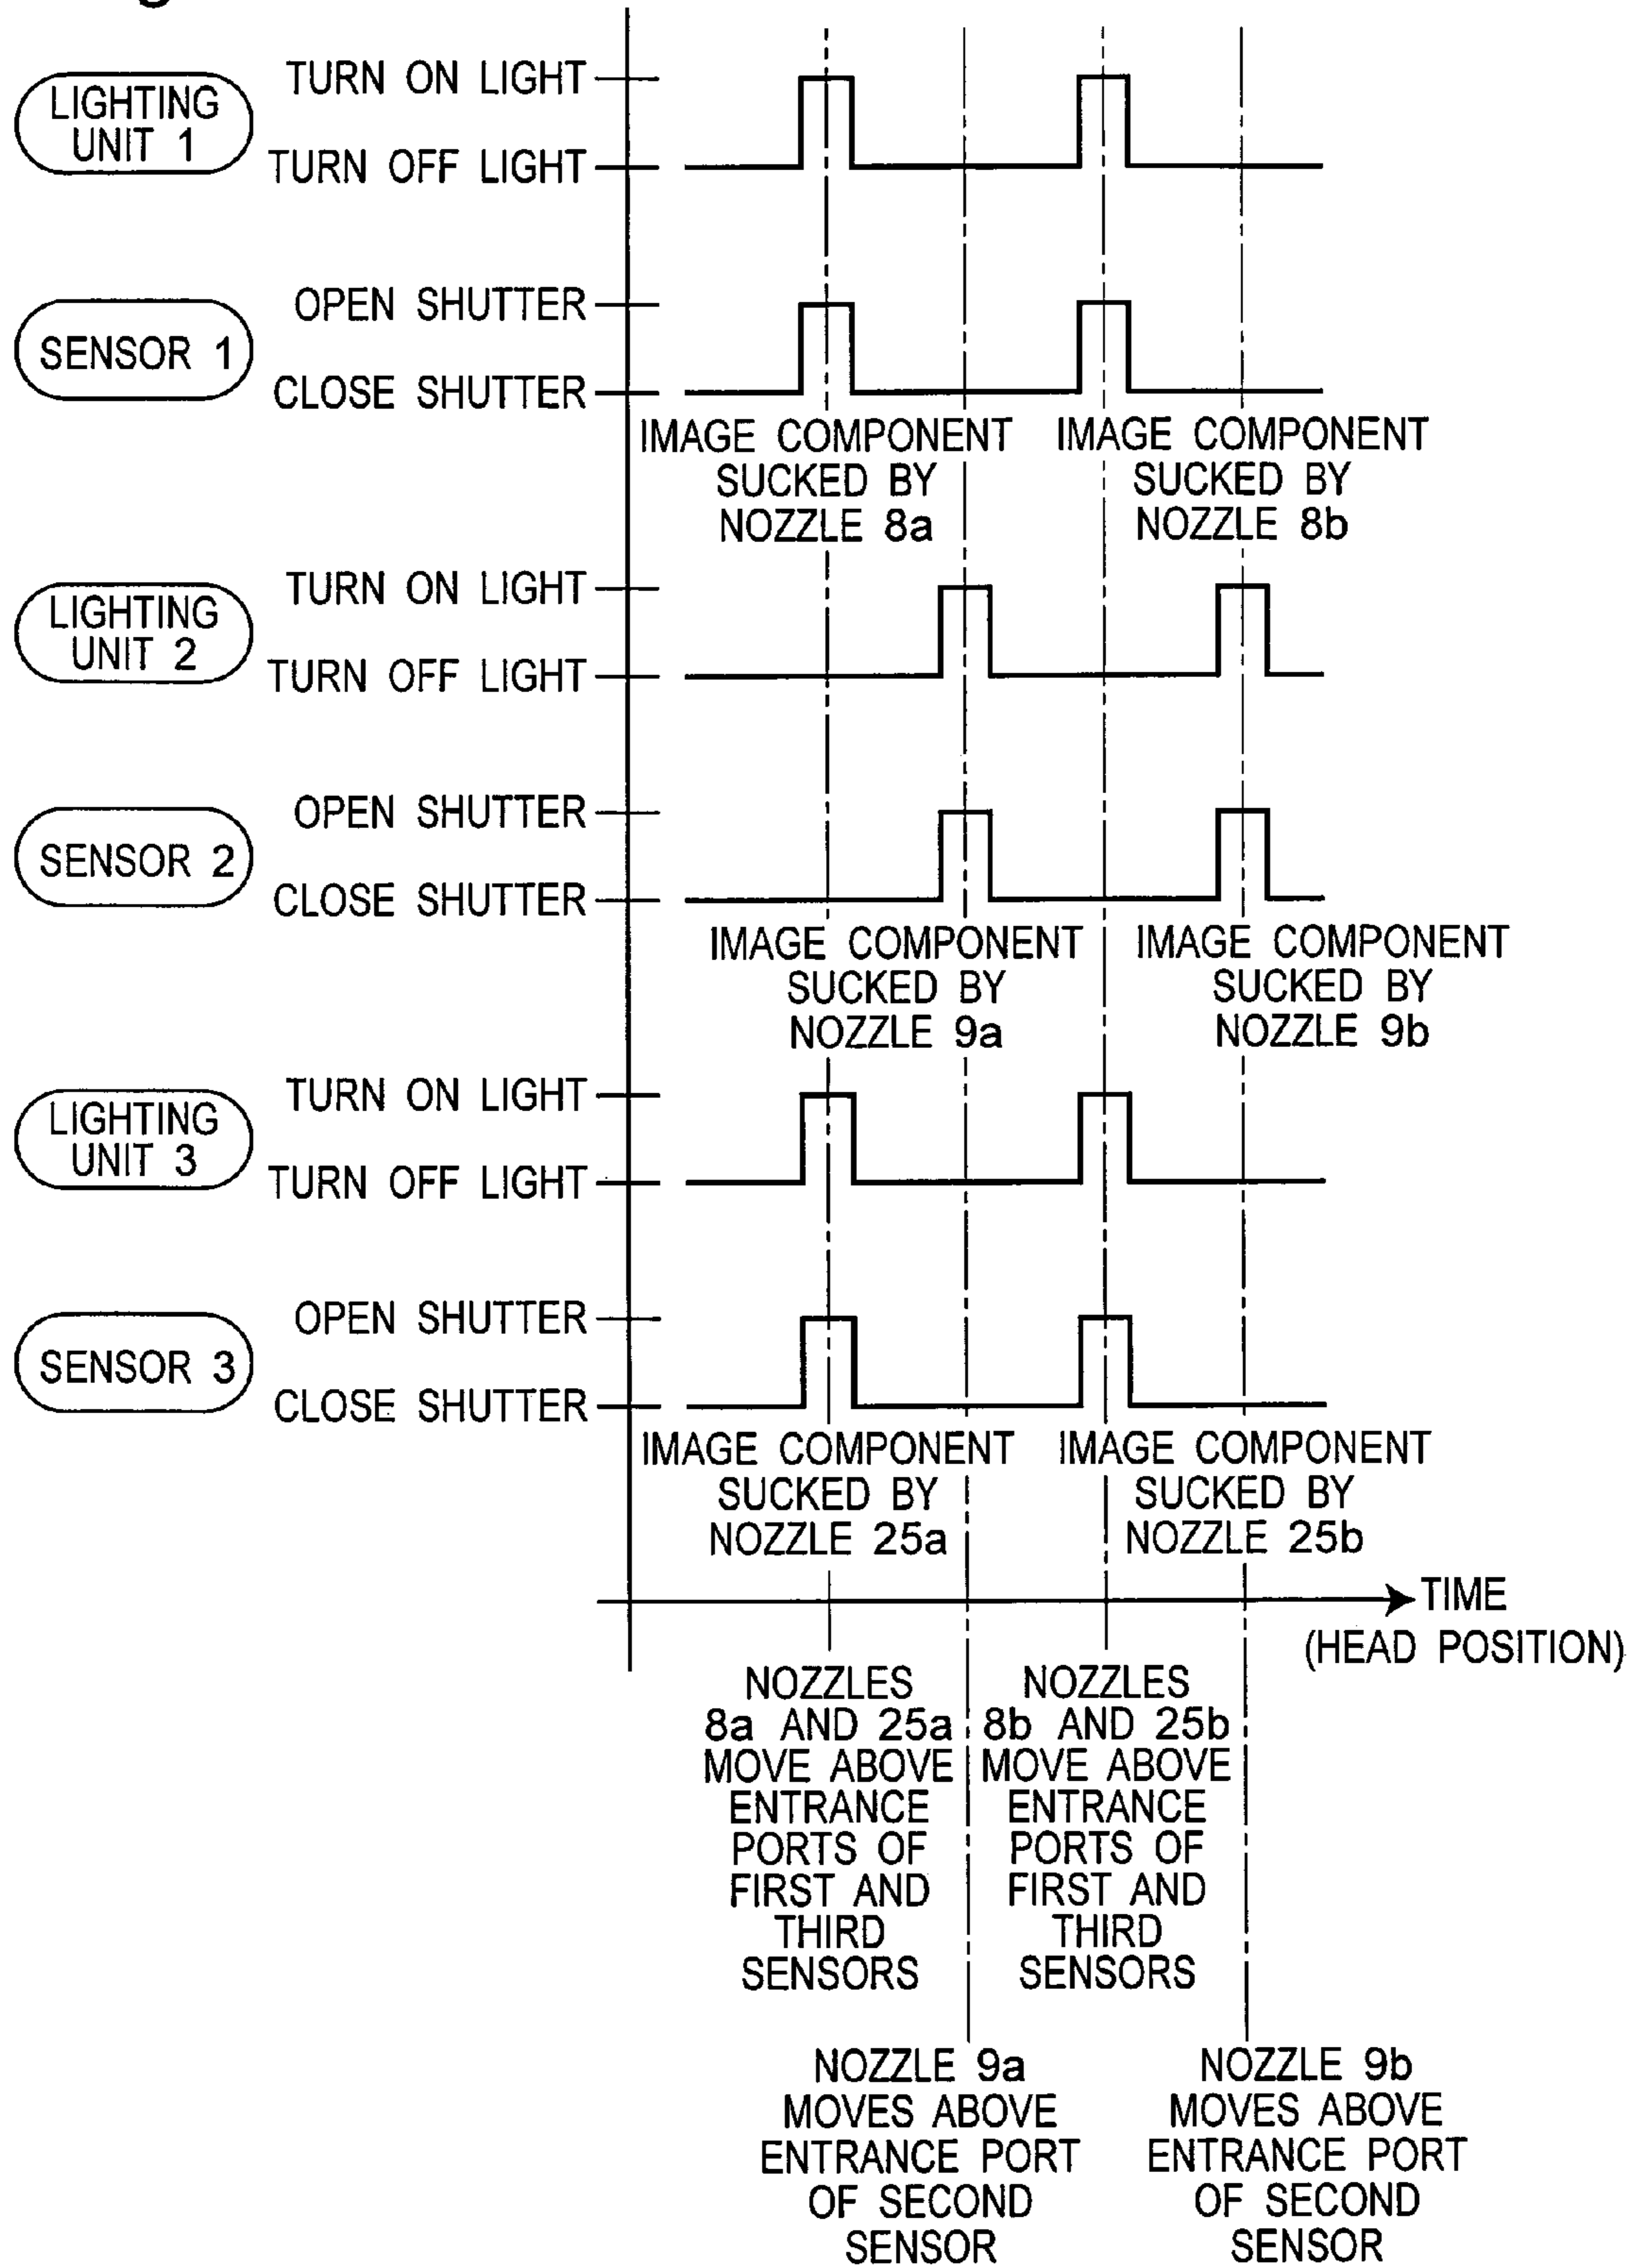 TURN ON LIGHT
LIGHTING
UNIT 1
TURN OFF LIGHT
OPEN SHUTTER
SENSOR 1
CLOSE SHUTTER
IMAGE COMPONENT
SUCKED BY
NOZZLE 8a
IMAGE COMPONENT
SUCKED BY
NOZZLE 8b
TURN ON LIGHT
LIGHTING
UNIT 2
TURN OFF LIGHT
OPEN SHUTTER
SENSOR 2
CLOSE SHUTTER
IMAGE COMPONENT
SUCKED BY
NOZZLE 9a
IMAGE COMPONENT
SUCKED BY
NOZZLE 9b
TURN ON LIGHT
LIGHTING
UNIT 3
TURN OFF LIGHT
OPEN SHUTTER
SENSOR 3
CLOSE SHUTTER
IMAGE COMPONENT
SUCKED BY
NOZZLE 25a
IMAGE COMPONENT
SUCKED BY
NOZZLE 25b
TIME
(HEAD POSITION)
NOZZLES
8a AND 25a
MOVE ABOVE
ENTRANCE
PORTS OF
FIRST AND
THIRD
SENSORS
NOZZLES
8b AND 25b
MOVE ABOVE
ENTRANCE
PORTS OF
FIRST AND
THIRD
SENSORS
NOZZLE 9a
MOVES ABOVE
ENTRANCE PORT
OF SECOND
SENSOR
NOZZLE 9b
MOVES ABOVE
ENTRANCE PORT
OF SECOND
SENSOR